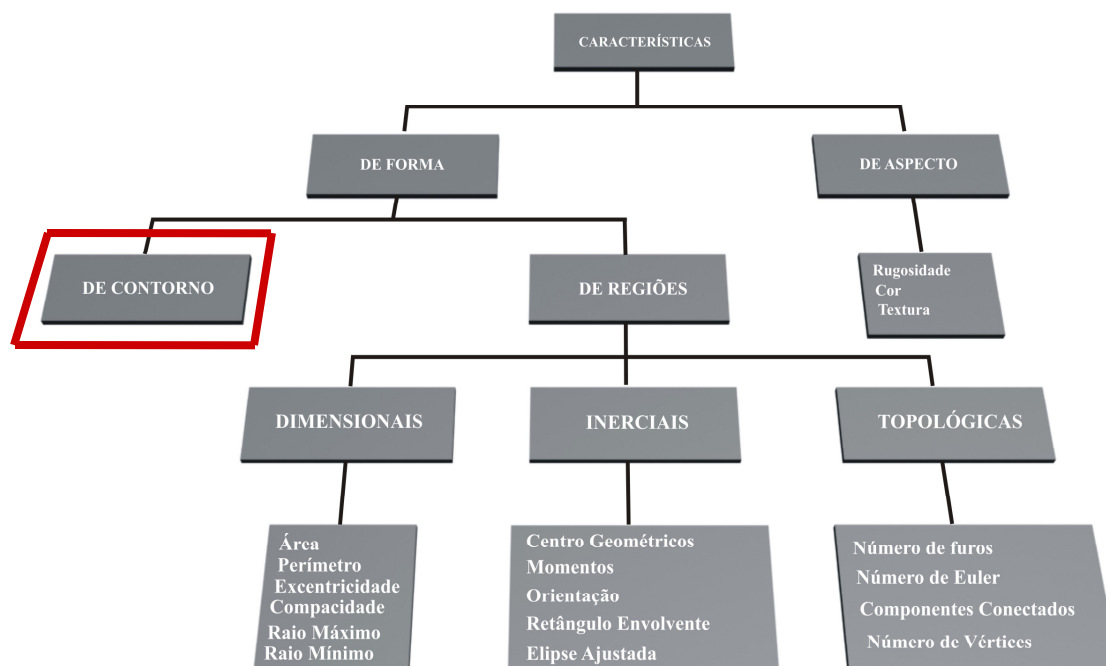 CARACTERÍSTICAS
DE FORMA
DE ASPECTO
DE CONTORNO
DE REGIÕES
Rugosidade
Cor
Textura
DIMENSIONAIS
INERCIAIS
TOPOLÓGICAS
Área
Perímetro
Excentricidade
Compacidade
Raio Máximo
Raio Mínimo
Centro Geométricos
Momentos
Orientação
Retângulo Envolvente
Elipse Ajustada
Número de furos
Número de Euler
Componentes Conectados
Número de Vértices